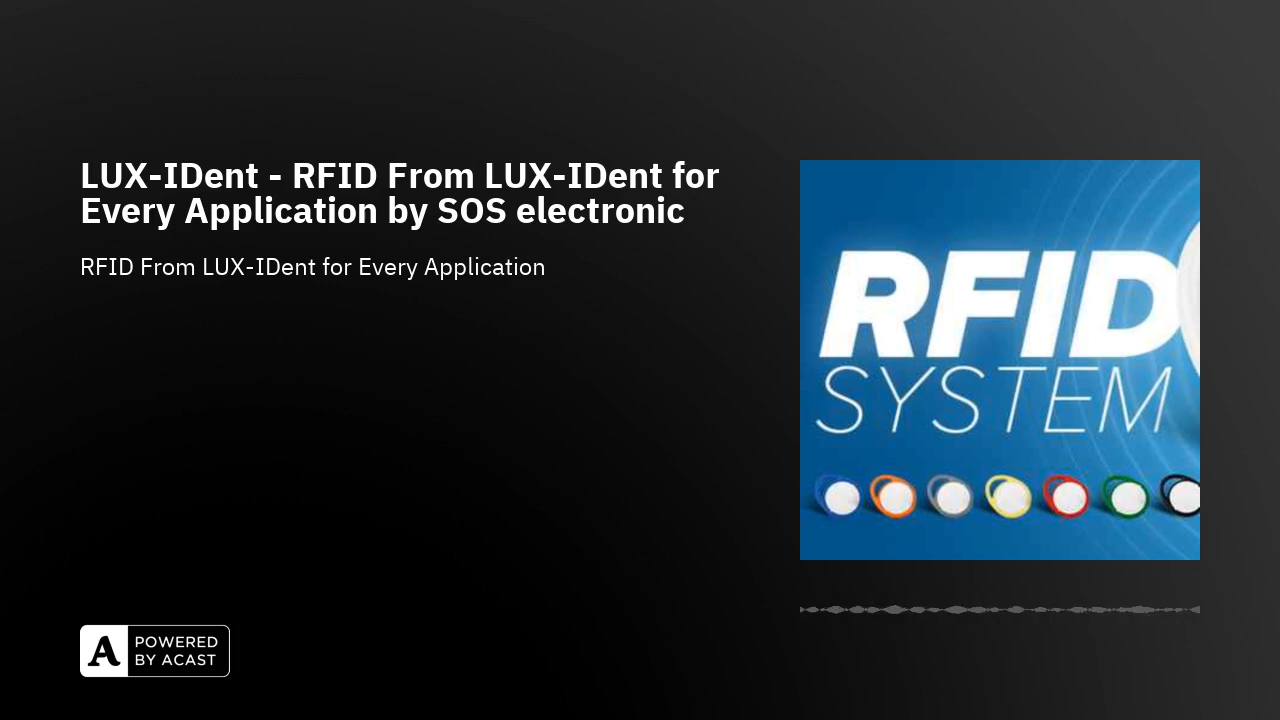 LUX-IDent - RFID From LUX-IDent for
Every Application by SOS electronic
RFID From LUX-IDent for Every Application
RFID
SYSTEM
A
POWERED
BY ACAST